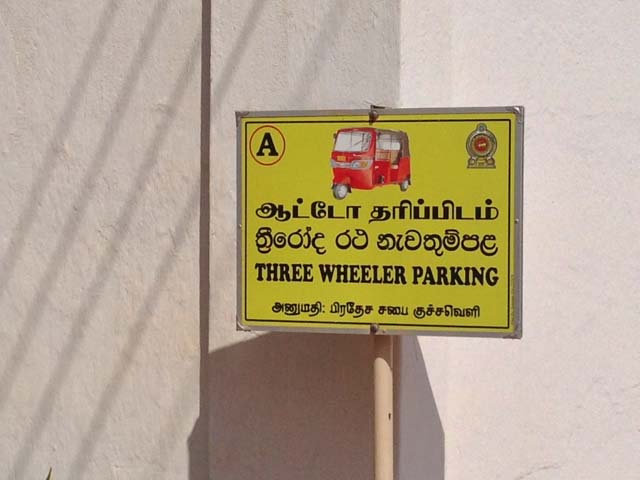 A
ஆட்டோ தரிப்பிடம்
ත්‍රීරෝද රථ නැවතුම්පළ
THREE WHEELER PARKING
அனுமதி: பிரதேச சபை குச்சவெளி